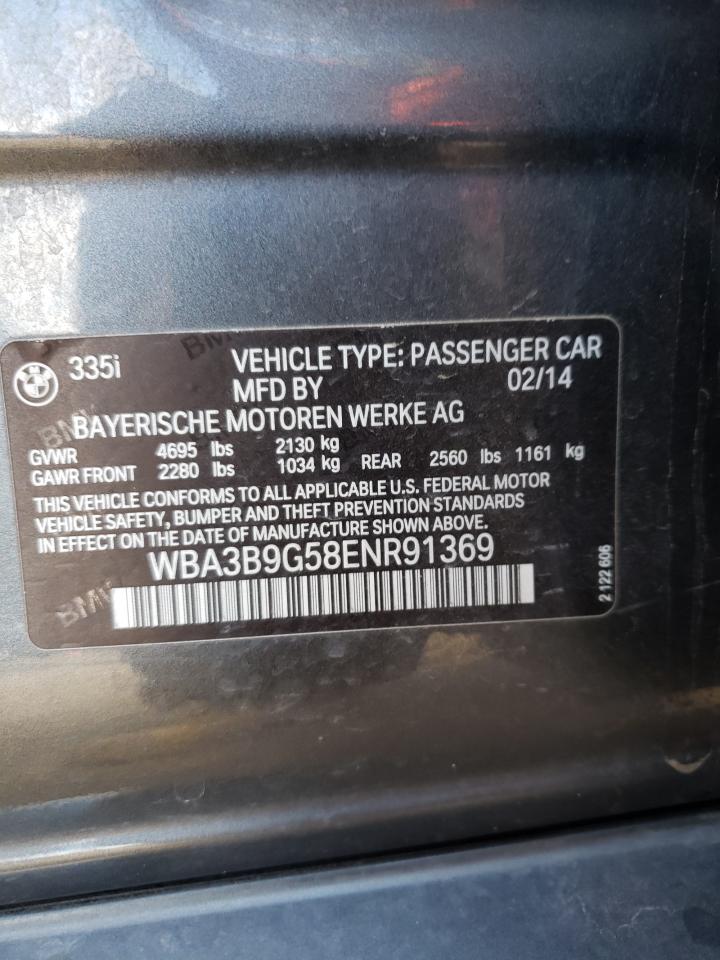 335i VEHICLE TYPE: PASSENGER CAR
MFD BY 02/14
BAYERISCHE MOTOREN WERKE AG
GVWR 4695 lbs 2130 kg
GAWR FRONT 2280 lbs 1034 kg REAR 2560 lbs 1161 kg
THIS VEHICLE CONFORMS TO ALL APPLICABLE U.S. FEDERAL MOTOR
VEHICLE SAFETY, BUMPER AND THEFT PREVENTION STANDARDS
IN EFFECT ON THE DATE OF MANUFACTURE SHOWN ABOVE.
WBA3B9G58ENR91369
2 122 606
BMW
BMW
BMW